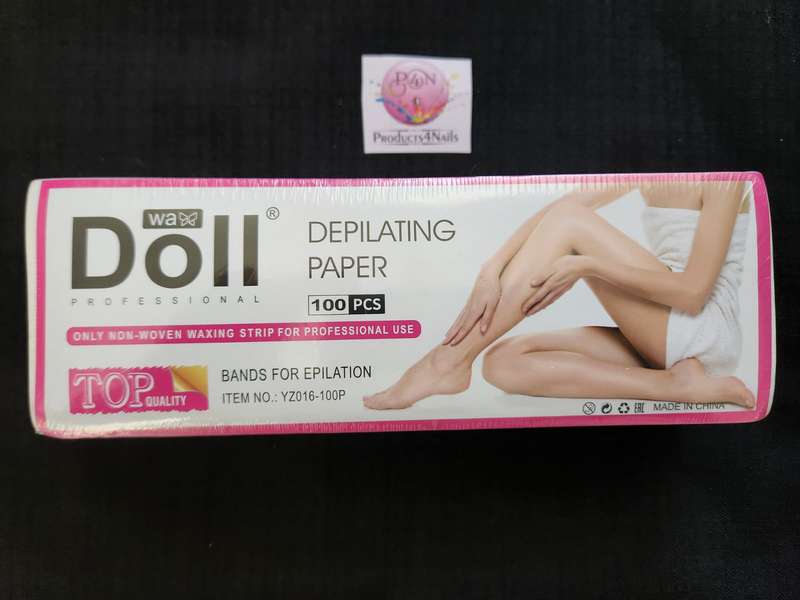 P4N
Products4Nails
wax
Doll®
PROFESSIONAL
DEPILATING
PAPER
100 PCS
ONLY NON-WOVEN WAXING STRIP FOR PROFESSIONAL USE
TOP QUALITY
BANDS FOR EPILATION
ITEM NO.: YZ016-100P
EAC MADE IN CHINA